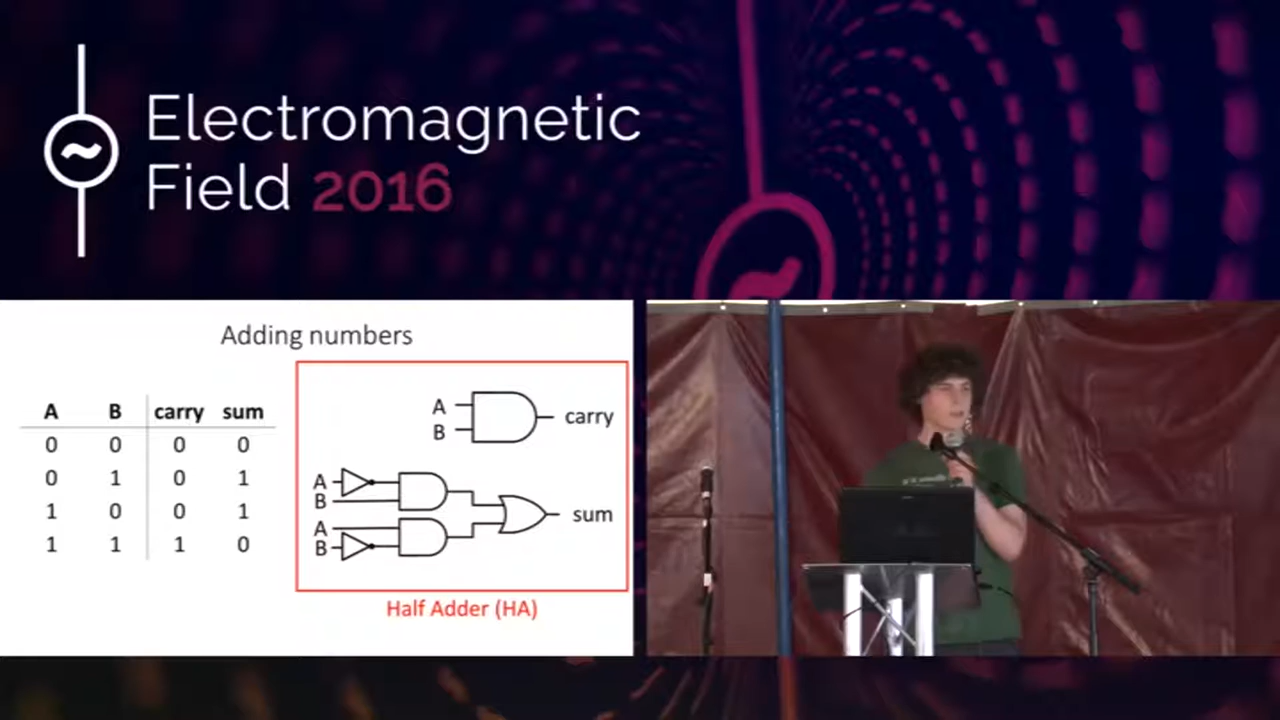 Electromagnetic
Field 2016
Adding numbers
A B carry sum
0 0 0 0
0 1 0 1
1 0 0 1
1 1 1 0
A
B
carry
A
B
A
B
sum
Half Adder (HA)